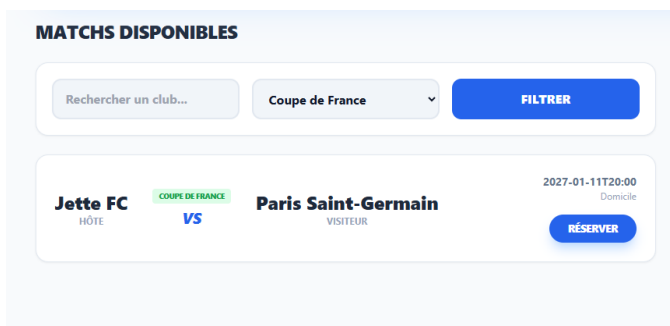 MATCHS DISPONIBLES
Rechercher un club...
Coupe de France
FILTRER
Jette FC
HÔTE
COUPE DE FRANCE
VS
Paris Saint-Germain
VISITEUR
2027-01-11T20:00
Domicile
RÉSERVER